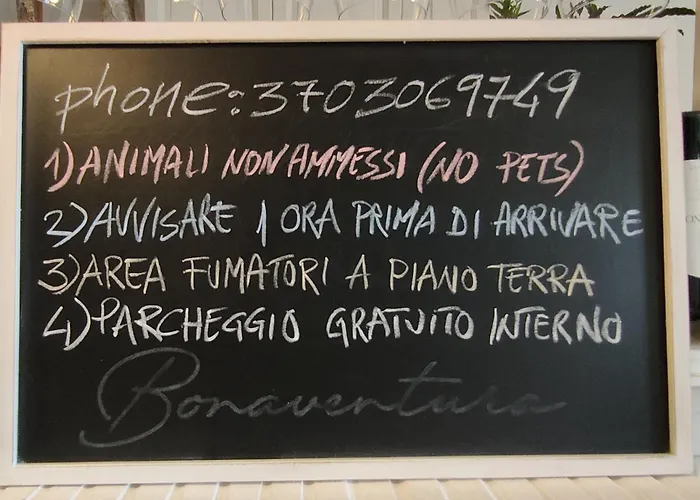 phone: 3703069749
1) ANIMALI NON AMMESSI (NO PETS)
2) AVVISARE 1 ORA PRIMA DI ARRIVARE
3) AREA FUMATORI A PIANO TERRA
4) PARCHEGGIO GRATUITO INTERNO
Bonaventura